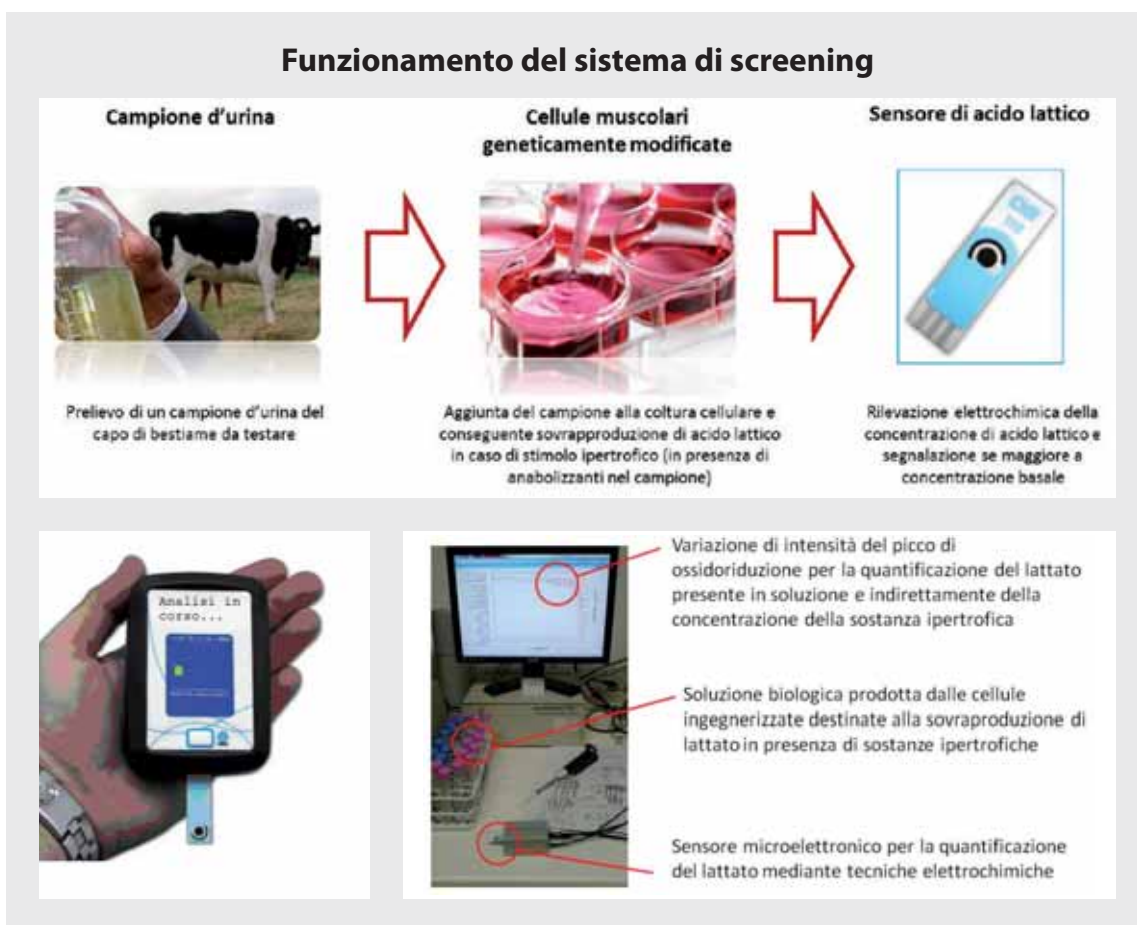 Funzionamento del sistema di screening
Campione d'urina
Prelievo di un campione d'urina del
capo di bestiame da testare
Cellule muscolari
geneticamente modificate
Aggiunta del campione alla coltura cellulare e
conseguente sovrapproduzione di acido lattico
in caso di stimolo ipertrofico (in presenza di
anabolizzanti nel campione)
Sensore di acido lattico
Rilevazione elettrochimica della
concentrazione di acido lattico e
segnalazione se maggiore a
concentrazione basale
Analisi in
corso...
Variazione di intensità del picco di
ossidoriduzione per la quantificazione del lattato
presente in soluzione e indirettamente della
concentrazione della sostanza ipertrofica
Soluzione biologica prodotta dalle cellule
ingegnerizzate destinate alla sovraproduzione di
lattato in presenza di sostanze ipertrofiche
Sensore microelettronico per la quantificazione
del lattato mediante tecniche elettrochimiche